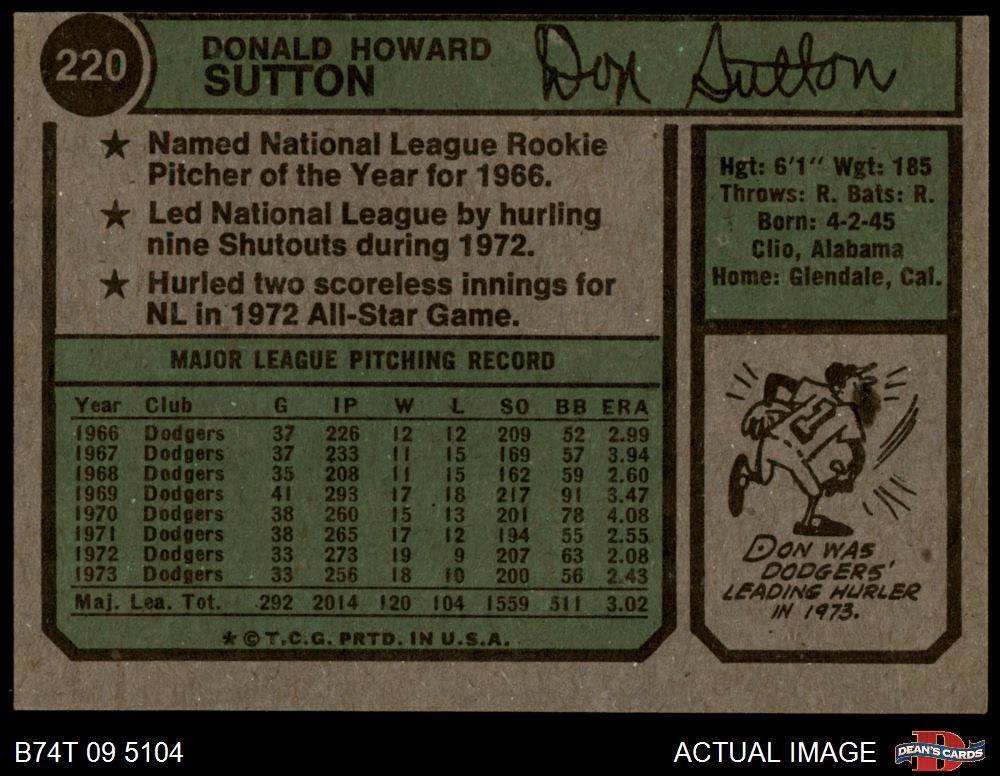 220
DONALD HOWARD
SUTTON
Don Sutton
★ Named National League Rookie
Pitcher of the Year for 1966.
★ Led National League by hurling
nine Shutouts during 1972.
★ Hurled two scoreless innings for
NL in 1972 All-Star Game.
Hgt: 6'1" Wgt: 185
Throws: R. Bats: R.
Born: 4-2-45
Clio, Alabama
Home: Glendale, Cal.
MAJOR LEAGUE PITCHING RECORD
Year Club G IP W L SO BB ERA
1966 Dodgers 37 226 12 12 209 52 2.99
1967 Dodgers 37 233 11 15 169 57 3.94
1968 Dodgers 35 208 11 15 162 59 2.60
1969 Dodgers 41 293 17 18 217 91 3.47
1970 Dodgers 38 260 15 13 201 78 4.08
1971 Dodgers 38 265 17 12 194 55 2.55
1972 Dodgers 33 273 19 9 207 63 2.08
1973 Dodgers 33 256 18 10 200 56 2.43
Maj. Lea. Tot. 292 2014 120 104 1559 511 3.02
★ © T.C.G. PRTD. IN U.S.A.
DON WAS
DODGERS'
LEADING HURLER
IN 1973.
B74T 09 5104
ACTUAL IMAGE
DEAN'S CARDS